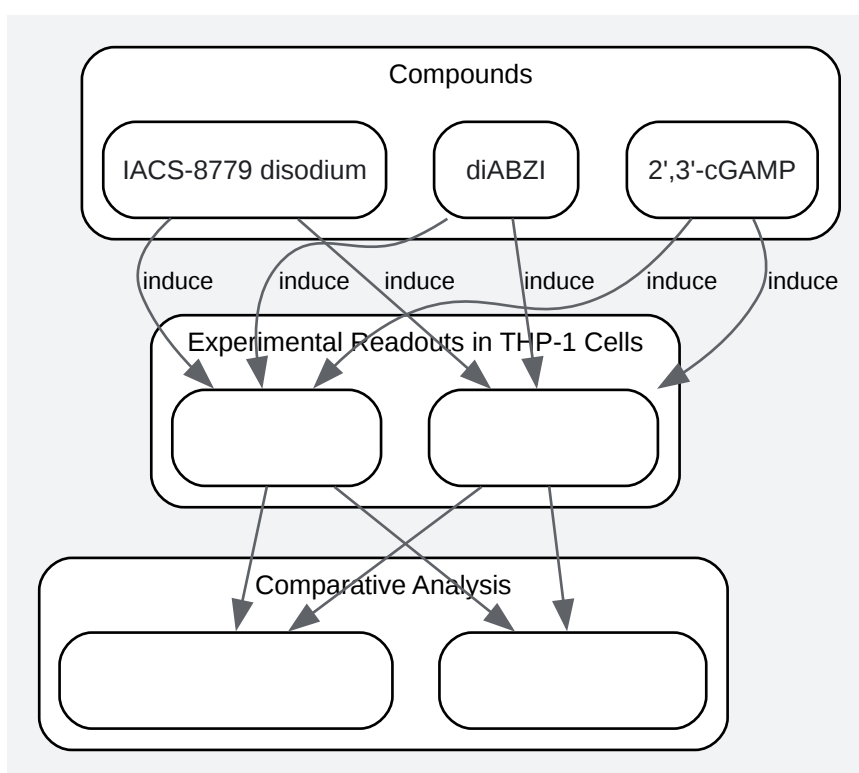 Compounds
IACS-8779 disodium
diABZI
2',3'-cGAMP
induce
induce
induce
induce
induce
induce
Experimental Readouts in THP-1 Cells
Comparative Analysis